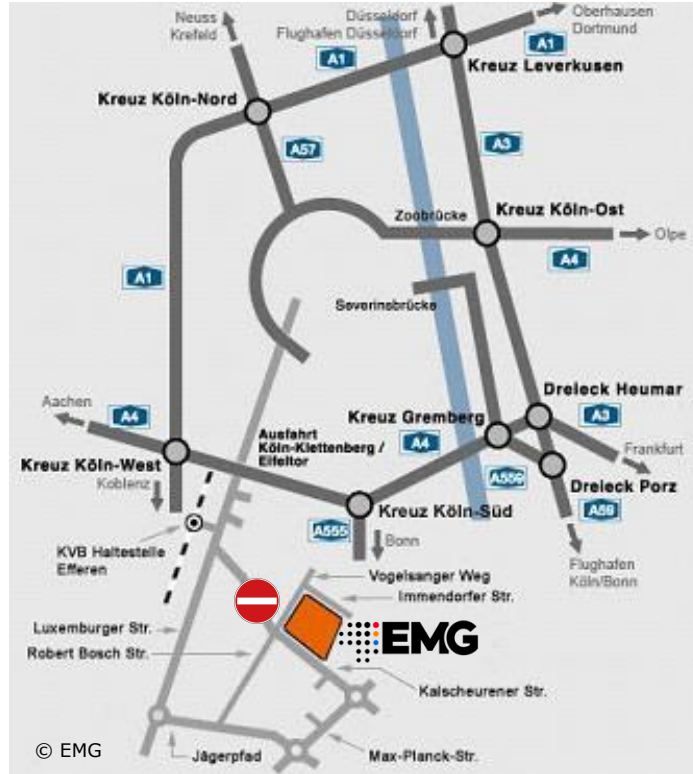 Neuss
Krefeld
Düsseldorf
Flughafen Düsseldorf
Oberhausen
Dortmund
A1
A1
Kreuz Leverkusen
Kreuz Köln-Nord
A57
A3
Zoobrücke
Kreuz Köln-Ost
Olpe
A4
A1
Severinsbrücke
Aachen
A4
Dreieck Heumar
Kreuz Gremberg
A3
Ausfahrt
Köln-Klettenberg /
Eifeltor
A4
Frankfurt
Kreuz Köln-West
Koblenz
A559
Dreieck Porz
A59
Kreuz Köln-Süd
A555
Bonn
KVB Haltestelle
Efferen
Flughafen
Köln/Bonn
Vogelsanger Weg
Immendorfer Str.
Luxemburger Str.
EMG
Robert Bosch Str.
Kalscheurener Str.
© EMG
Jägerpfad
Max-Planck-Str.